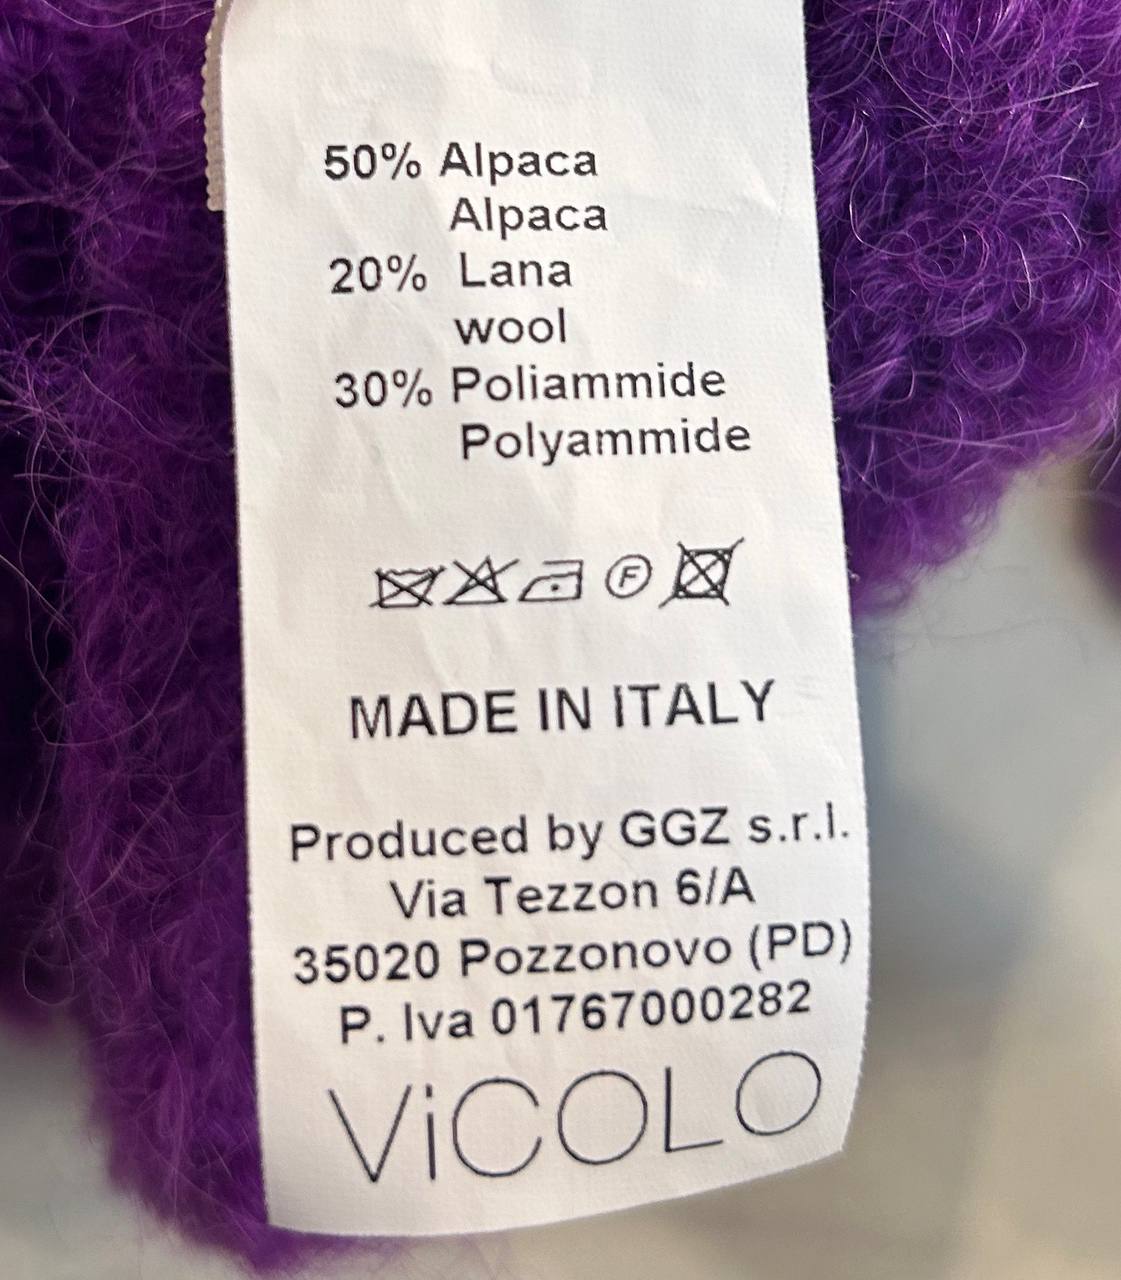 50% Alpaca
Alpaca
20% Lana
wool
30% Poliammide
Polyammide
F
MADE IN ITALY
Produced by GGZ s.r.l.
Via Tezzon 6/A
35020 Pozzonovo (PD)
P. Iva 01767000282
ViCOLO